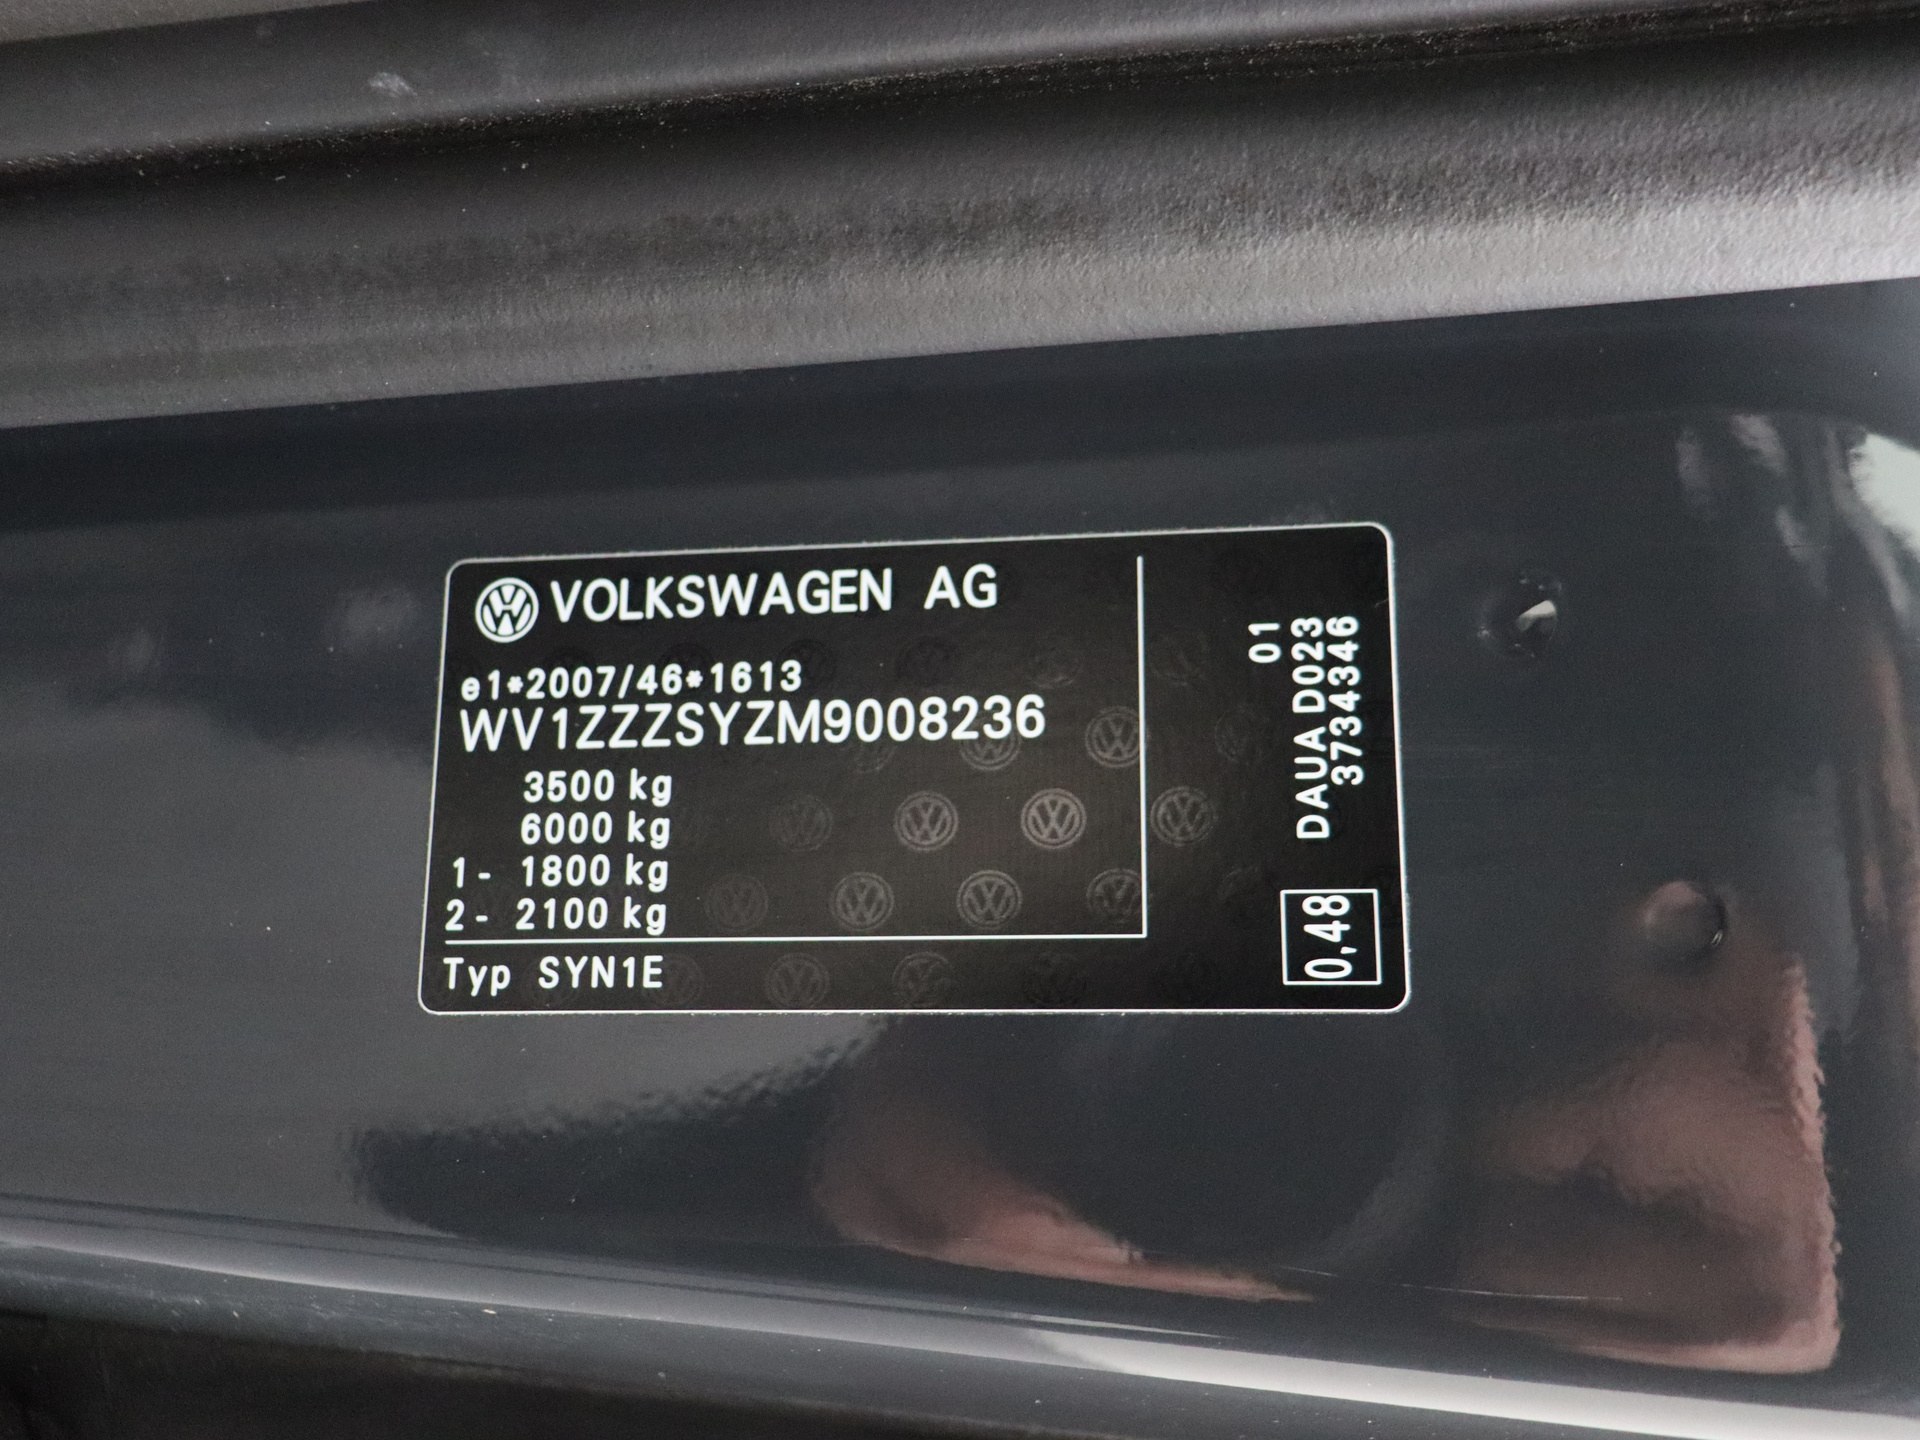 VOLKSWAGEN AG
e1*2007/46*1613
WV1ZZZSYZM9008236
3500 kg
6000 kg
1- 1800 kg
2- 2100 kg
Typ SYN1E
01
DAUA D023
3734346
0,48